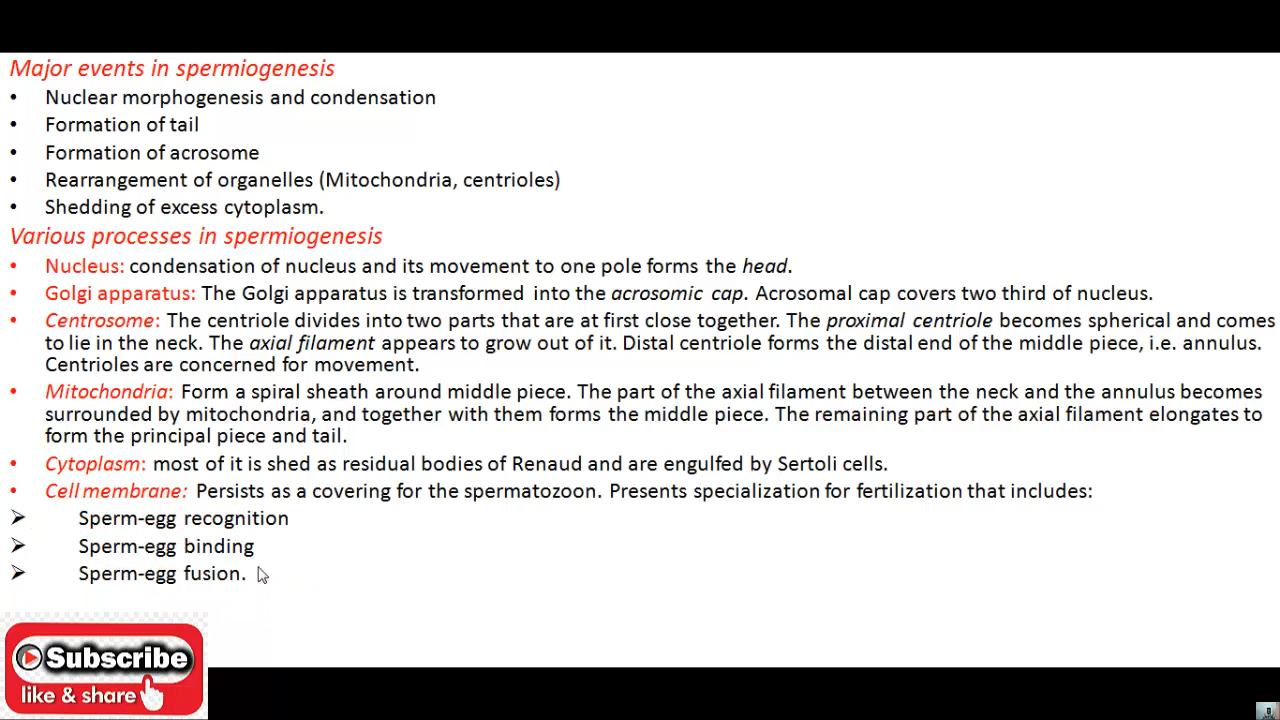 Major events in spermiogenesis
• Nuclear morphogenesis and condensation
• Formation of tail
• Formation of acrosome
• Rearrangement of organelles (Mitochondria, centrioles)
• Shedding of excess cytoplasm.
Various processes in spermiogenesis
• Nucleus: condensation of nucleus and its movement to one pole forms the head.
• Golgi apparatus: The Golgi apparatus is transformed into the acrosomic cap. Acrosomal cap covers two third of nucleus.
• Centrosome: The centriole divides into two parts that are at first close together. The proximal centriole becomes spherical and comes
to lie in the neck. The axial filament appears to grow out of it. Distal centriole forms the distal end of the middle piece, i.e. annulus.
Centrioles are concerned for movement.
• Mitochondria: Form a spiral sheath around middle piece. The part of the axial filament between the neck and the annulus becomes
surrounded by mitochondria, and together with them forms the middle piece. The remaining part of the axial filament elongates to
form the principal piece and tail.
• Cytoplasm: most of it is shed as residual bodies of Renaud and are engulfed by Sertoli cells.
• Cell membrane: Persists as a covering for the spermatozoon. Presents specialization for fertilization that includes:
➢ Sperm-egg recognition
➢ Sperm-egg binding
➢ Sperm-egg fusion.
Subscribe
like & share